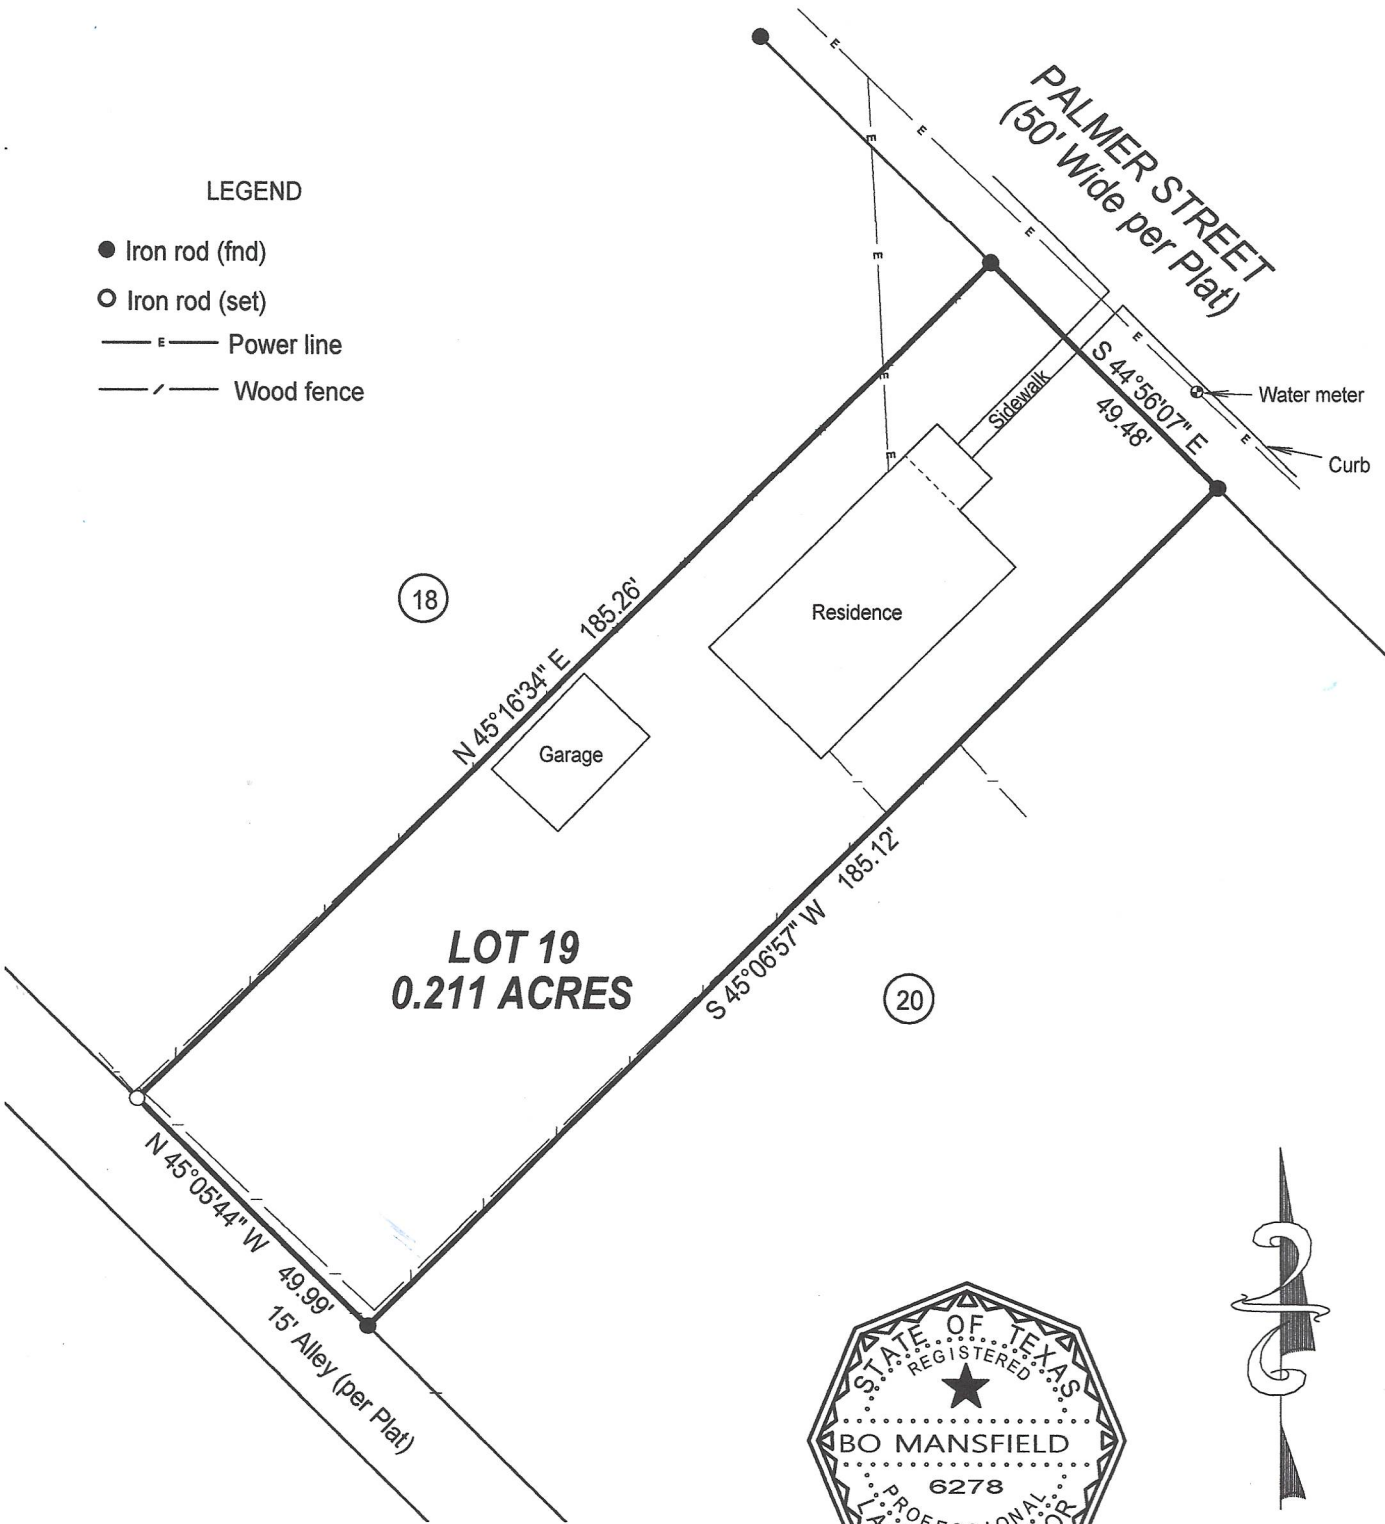 PALMER STREET
(50' Wide per Plat)
LEGEND
Iron rod (fnd)
Iron rod (set)
E Power line
Wood fence
E
E
E
E
E
E
E
E
E
S 44°56'07" E
49.48'
Water meter
Curb
Sidewalk
Residence
18
N 45°16'34" E 185.26'
Garage
S 45°06'57" W 185.12'
LOT 19
0.211 ACRES
20
N 45°05'44" W 49.99'
15' Alley (per Plat)
STATE OF TEXAS
REGISTERED
BO MANSFIELD
6278
PROFESSIONAL